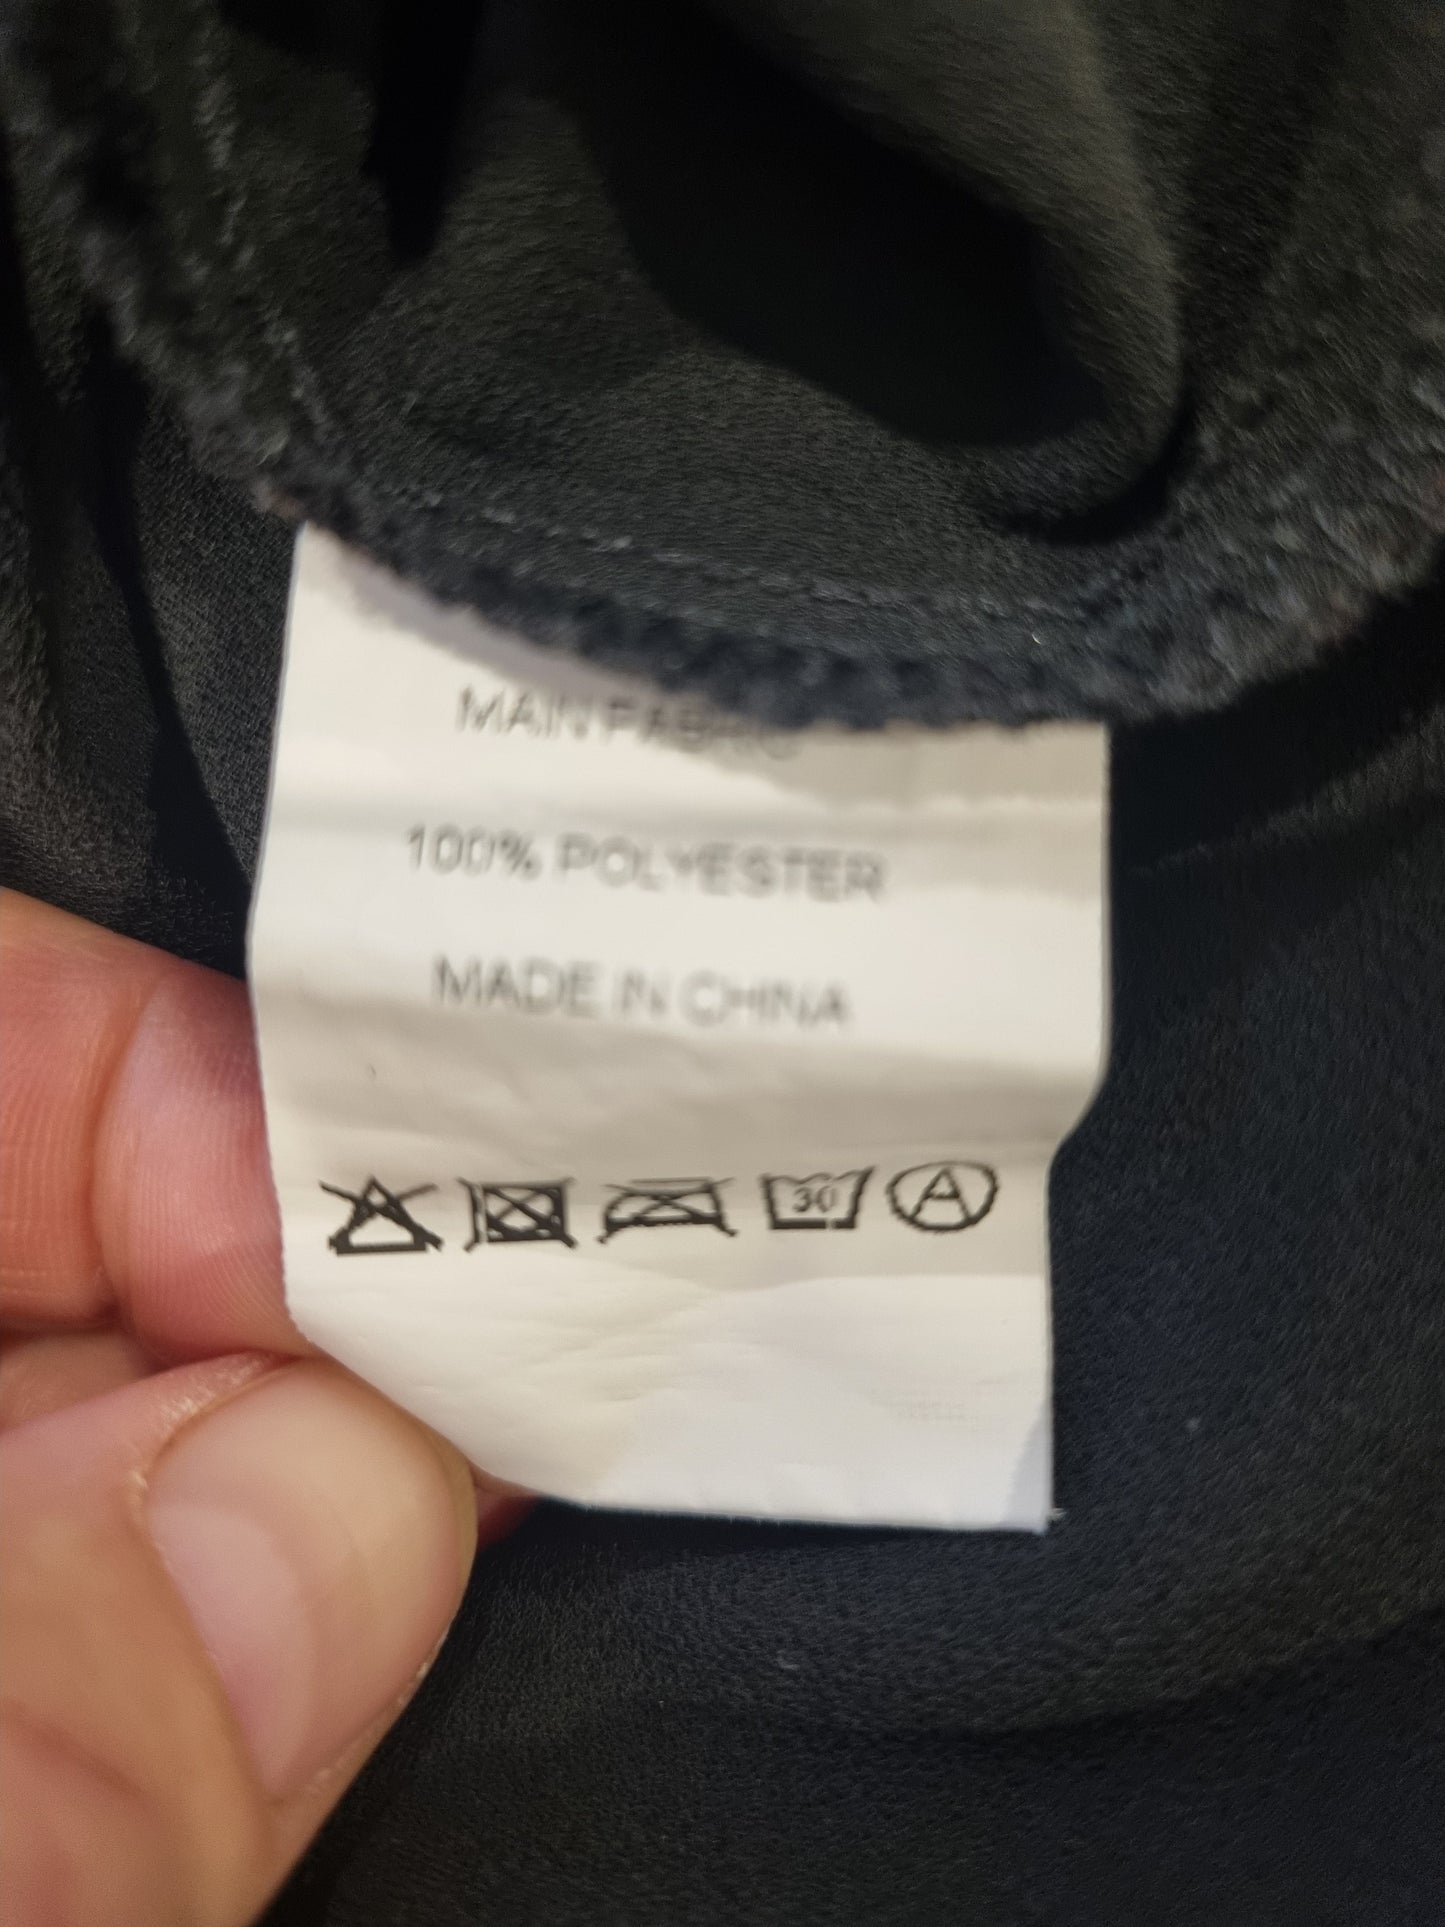 MAIN FABRIC
100% POLYESTER
MADE IN CHINA
30 A